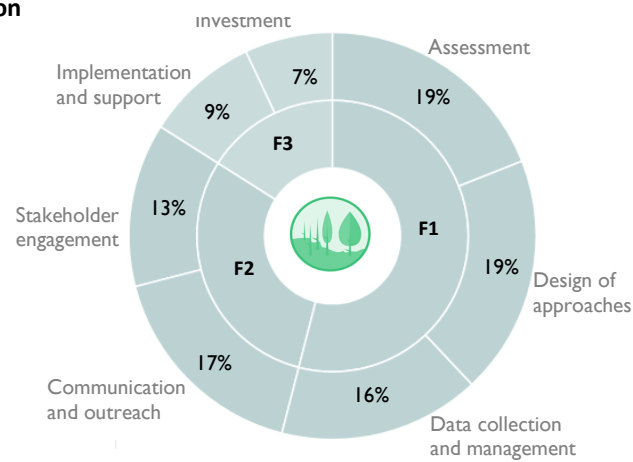 on
Investment
Assessment
Implementation
and support
7%
19%
9%
F3
Stakeholder
engagement
13%
F1
F2
19%
Design of
approaches
17%
16%
Communication
and outreach
Data collection
and management